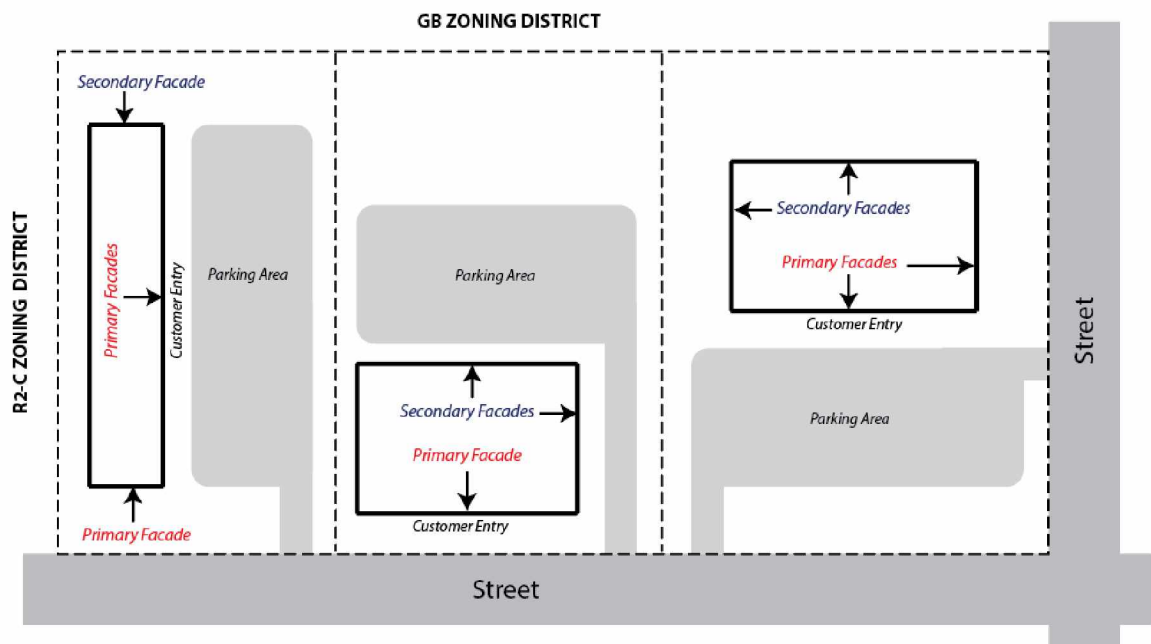 GB ZONING DISTRICT
R2-C ZONING DISTRICT
Secondary Facade
Primary Facades
Customer Entry
Parking Area
Primary Facade
Parking Area
Secondary Facades
Primary Facade
Customer Entry
Secondary Facades
Primary Facades
Customer Entry
Parking Area
Street
Street